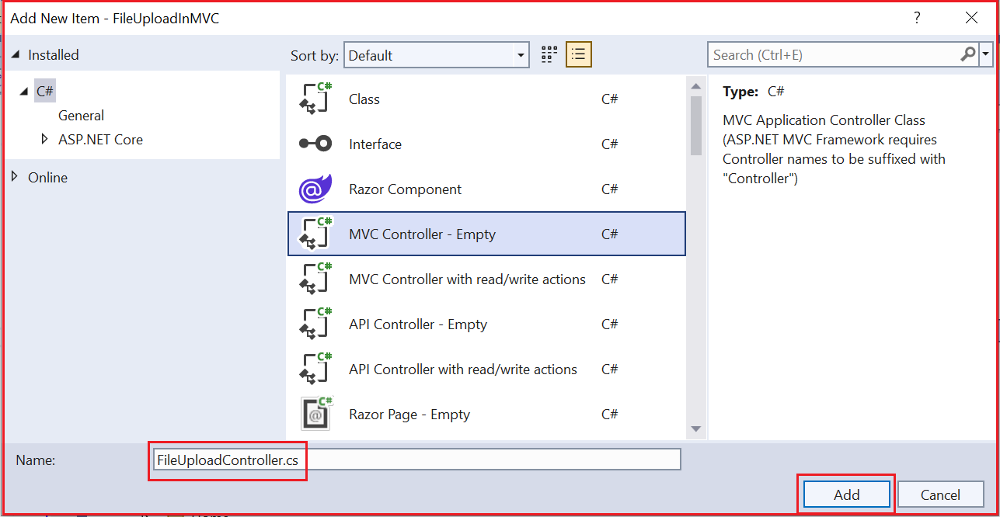 Add New Item - FileUploadInMVC
?
Installed
Sort by:
Default
Search (Ctrl+E)
C#
General
ASP.NET Core
Online
C#
Class
C#
Interface
C#
Razor Component
C#
C#
MVC Controller - Empty
C#
C#
MVC Controller with read/write actions
C#
C#
API Controller - Empty
C#
C#
API Controller with read/write actions
C#
C#
@
Razor Page - Empty
C#
Type: C#
MVC Application Controller Class
(ASP.NET MVC Framework requires
Controller names to be suffixed with
"Controller")
Name:
FileUploadController.cs
Add
Cancel